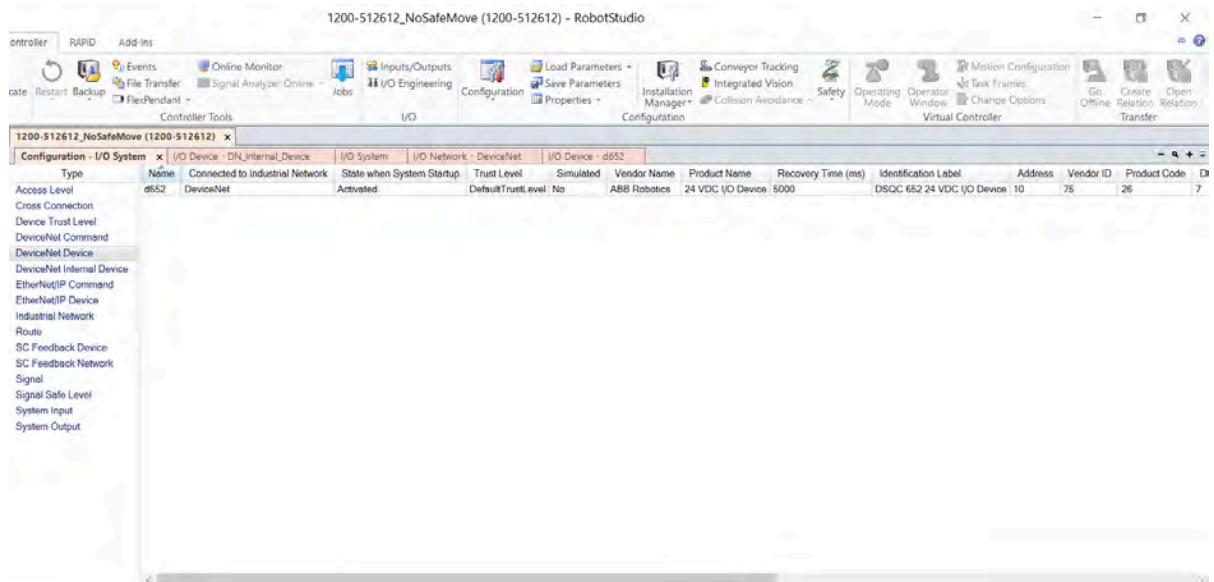 1200-512612_NoSafeMove (1200-512612) - RobotStudio
ontroller RAPID Add-Ins
cate Restart Backup Events File Transfer FlexPendant Online Monitor Signal Analyzer Online Jobs Inputs/Outputs I/O Engineering Configuration Load Parameters Save Parameters Properties Installation Manager Conveyor Tracking Integrated Vision Collision Avoidance Safety Operating Mode Operator Window Motion Configuration Task Frames Change Options Go Offline Create Relation Open Relation
Controller Tools I/O Configuration Virtual Controller Transfer
1200-512612_NoSafeMove (1200-512612) x
Configuration - I/O System x I/O Device - DN_Internal_Device I/O System I/O Network - DeviceNet I/O Device - d652
Type Name Connected to Industrial Network State when System Startup Trust Level Simulated Vendor Name Product Name Recovery Time (ms) Identification Label Address Vendor ID Product Code
Access Level d652 DeviceNet Activated DefaultTrustLevel No ABB Robotics 24 VDC I/O Device 5000 DSQC 652 24 VDC I/O Device 10 75 26 7
Cross Connection
Device Trust Level
DeviceNet Command
DeviceNet Device
DeviceNet Internal Device
EtherNet/IP Command
EtherNet/IP Device
Industrial Network
Route
SC Feedback Device
SC Feedback Network
Signal
Signal Safe Level
System Input
System Output